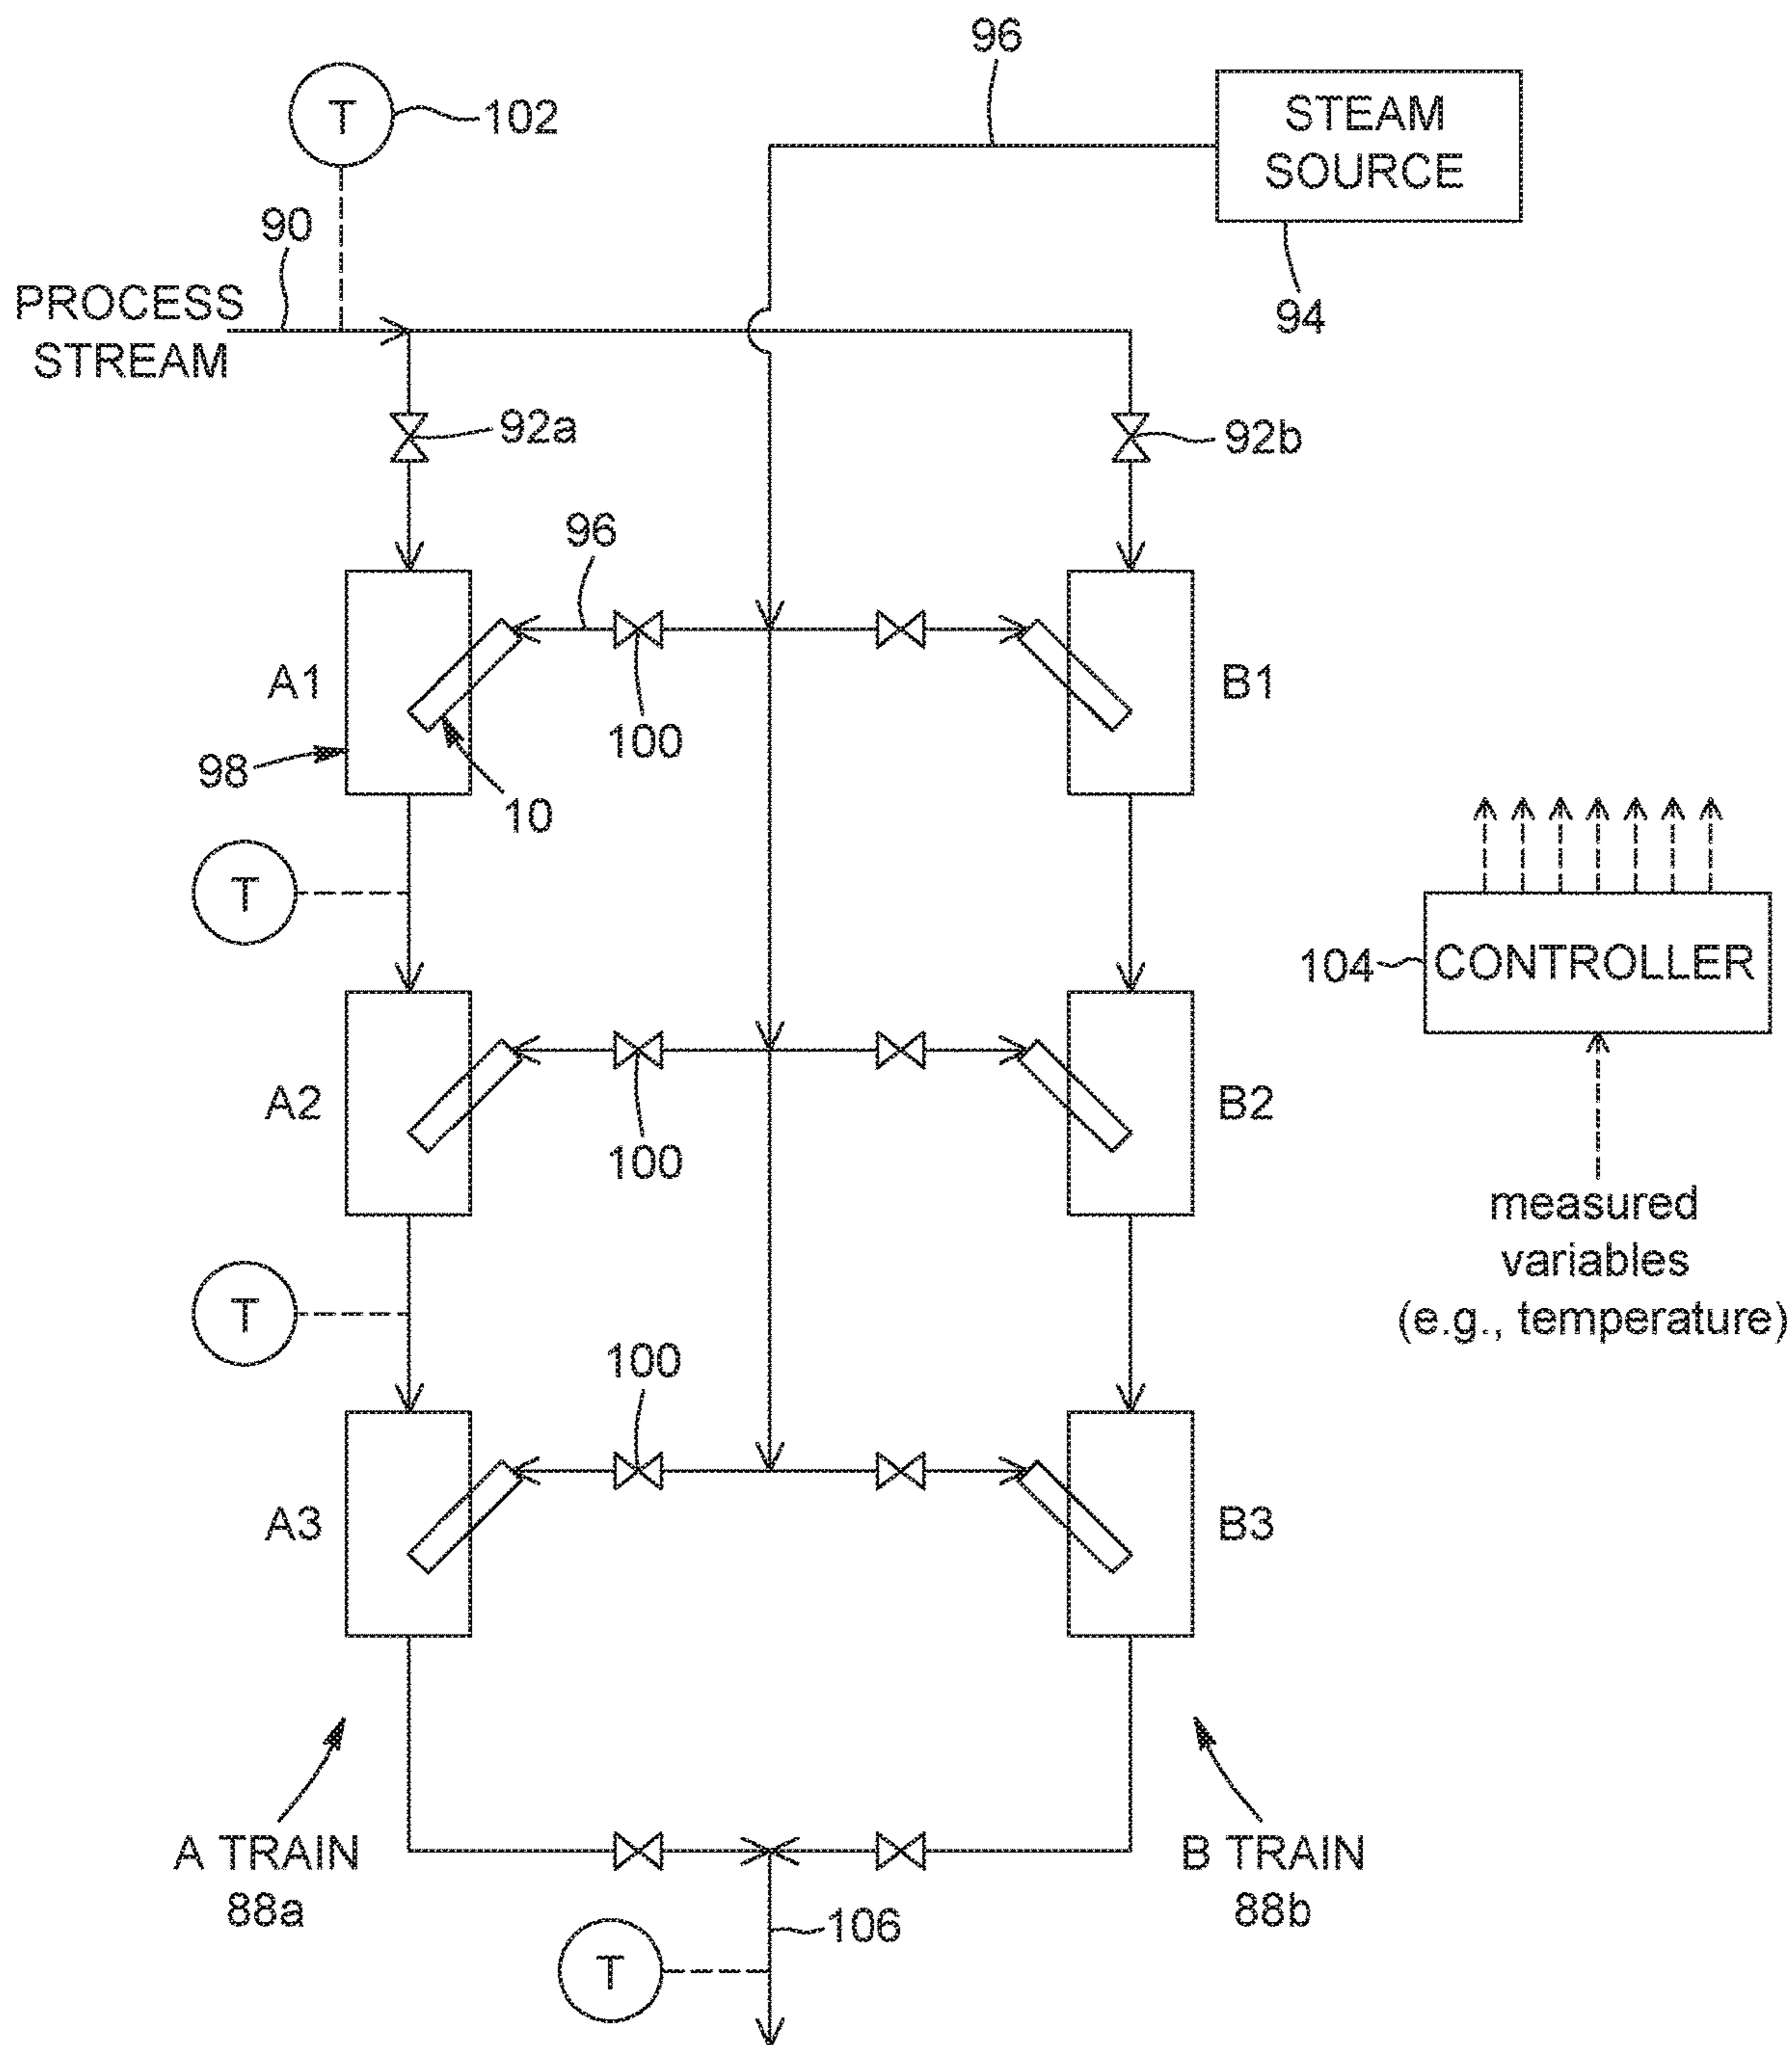 96
T
102
STEAM
SOURCE
90
PROCESS
STREAM
94
92a
92b
96
A1
100
B1
98
10
T
104
CONTROLLER
A2
100
B2
measured
variables
(e.g., temperature)
T
100
A3
B3
A TRAIN
88a
B TRAIN
88b
106
T